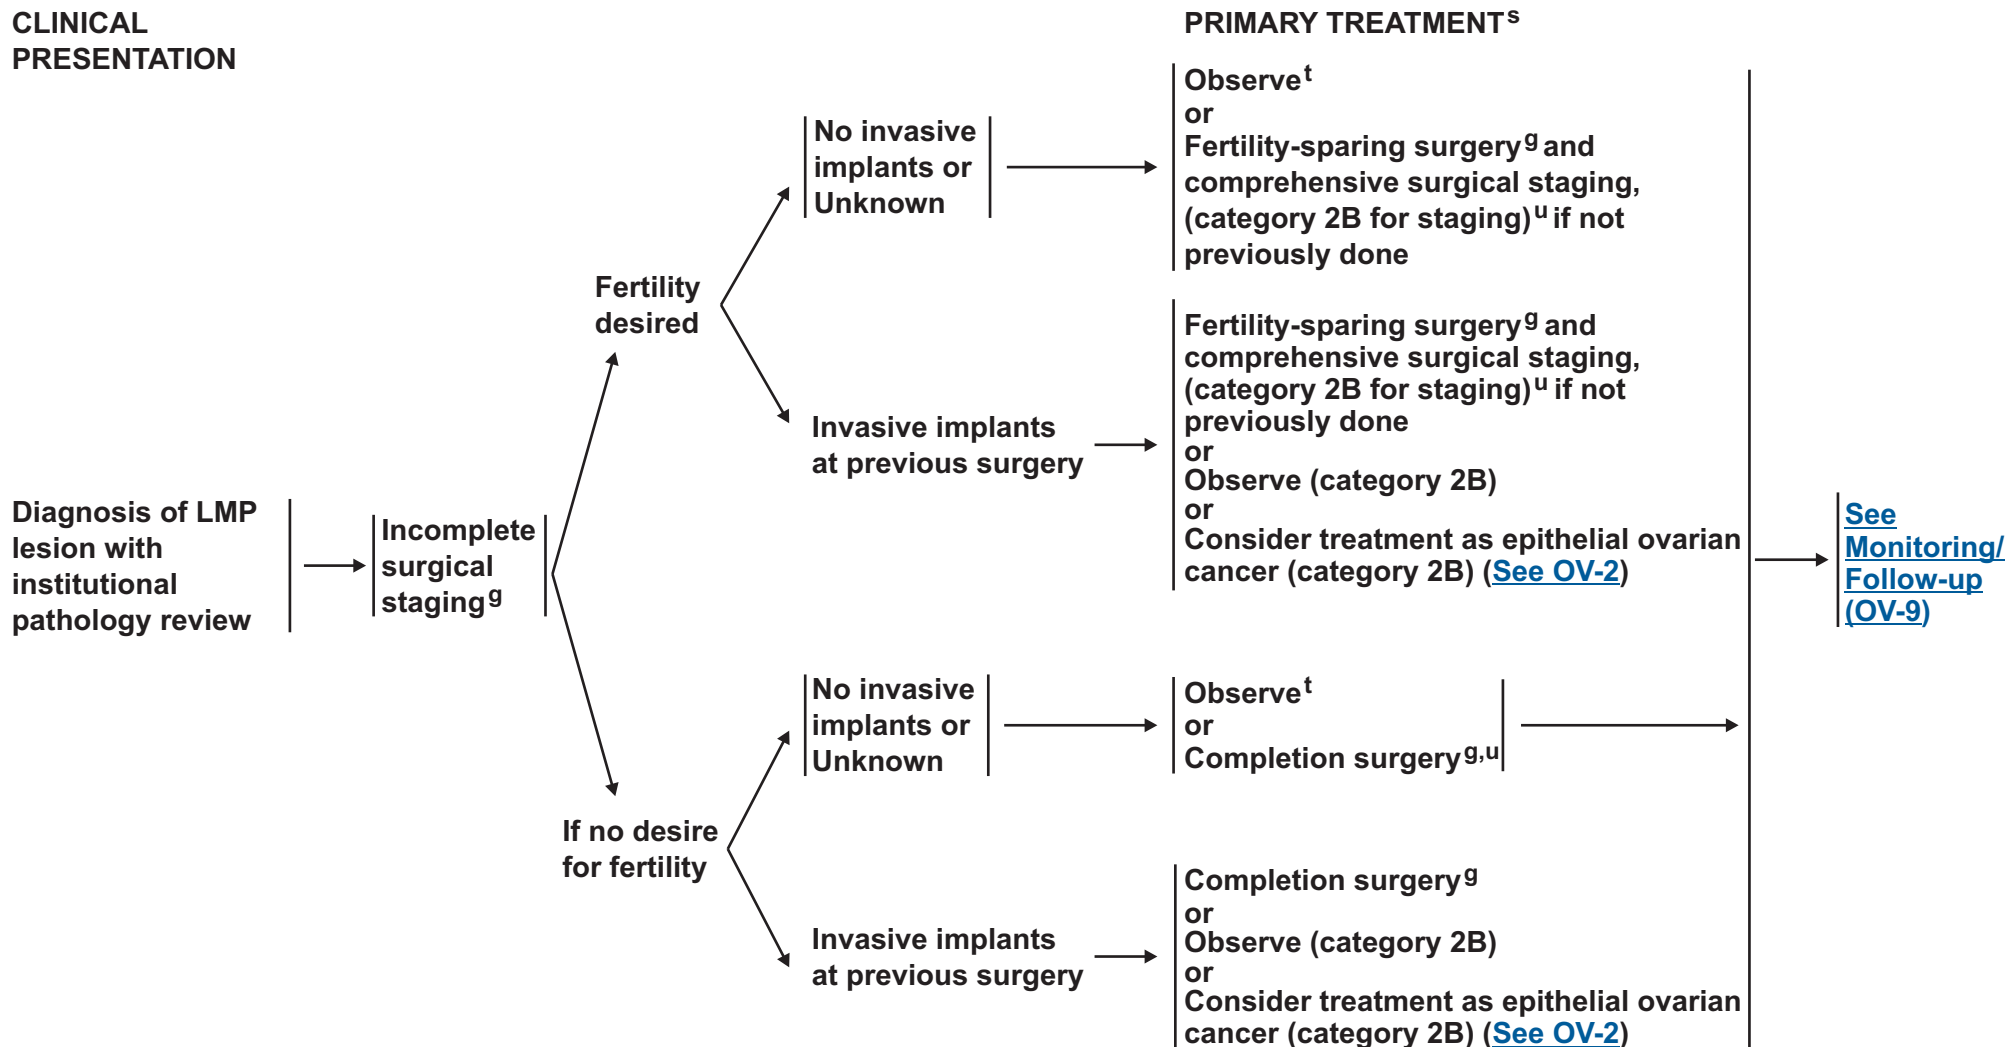 CLINICAL
PRESENTATION
PRIMARY TREATMENTs
Diagnosis of LMP
lesion with
institutional
pathology review
Incomplete
surgical
stagingg
Fertility
desired
No invasive
implants or
Unknown
Observet
or
Fertility-sparing surgeryg and
comprehensive surgical staging,
(category 2B for staging)u if not
previously done
Invasive implants
at previous surgery
Fertility-sparing surgeryg and
comprehensive surgical staging,
(category 2B for staging)u if not
previously done
or
Observe (category 2B)
or
Consider treatment as epithelial ovarian
cancer (category 2B) (See OV-2)
If no desire
for fertility
No invasive
implants or
Unknown
Observet
or
Completion surgeryg,u
Invasive implants
at previous surgery
Completion surgeryg
or
Observe (category 2B)
or
Consider treatment as epithelial ovarian
cancer (category 2B) (See OV-2)
See
Monitoring/
Follow-up
(OV-9)